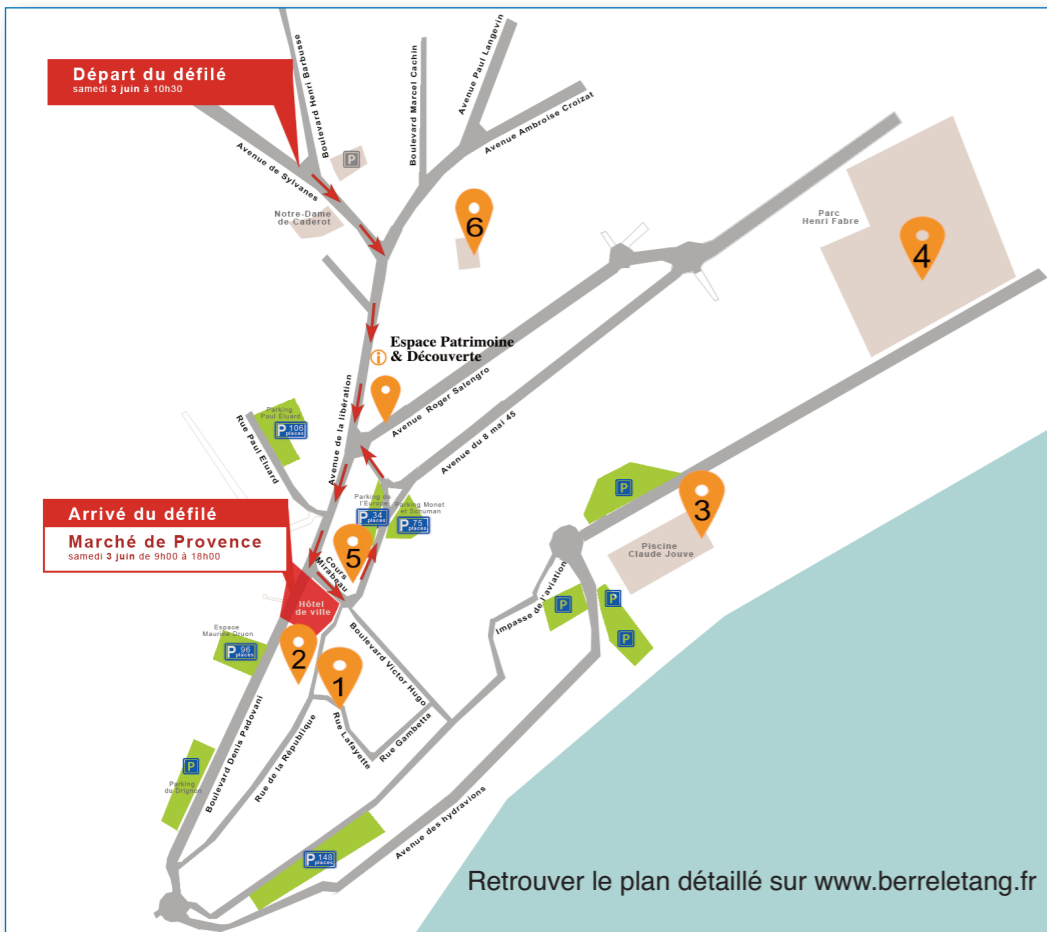 Départ du défilé
samedi 3 juin à 10h30
Boulevard Henri Barbusse
Boulevard Marcel Cachin
Avenue Paul Langevin
Avenue Ambroise Croizat
Avenue de Sylvanes
P
Notre-Dame
de Caderot
6
Parc
Henri Fabre
4
i
Espace Patrimoine
& Découverte
Avenue Roger Salengro
Avenue de la libération
Avenue du 8 mai 45
Parking
Paul Eluard
P 106
places
Rue Paul Eluard
Arrivé du défilé
Marché de Provence
samedi 3 juin de 9h00 à 18h00
Parking de
l'Europe
P 34
places
Parking Monet
et Schuman
P 75
places
P
3
Piscine
Claude Jouve
5
Cours
Mirabeau
Hôtel
de ville
Impasse de l'aviation
P
P
P
Espace
Maurice Druon
P 96
places
2
1
Boulevard Victor Hugo
Rue Gambetta
Rue Lafayette
Rue de la République
Boulevard Denis Padovani
P
Parking
du Drignon
Avenue des hydravions
P 148
places
Retrouver le plan détaillé sur www.berreletang.fr